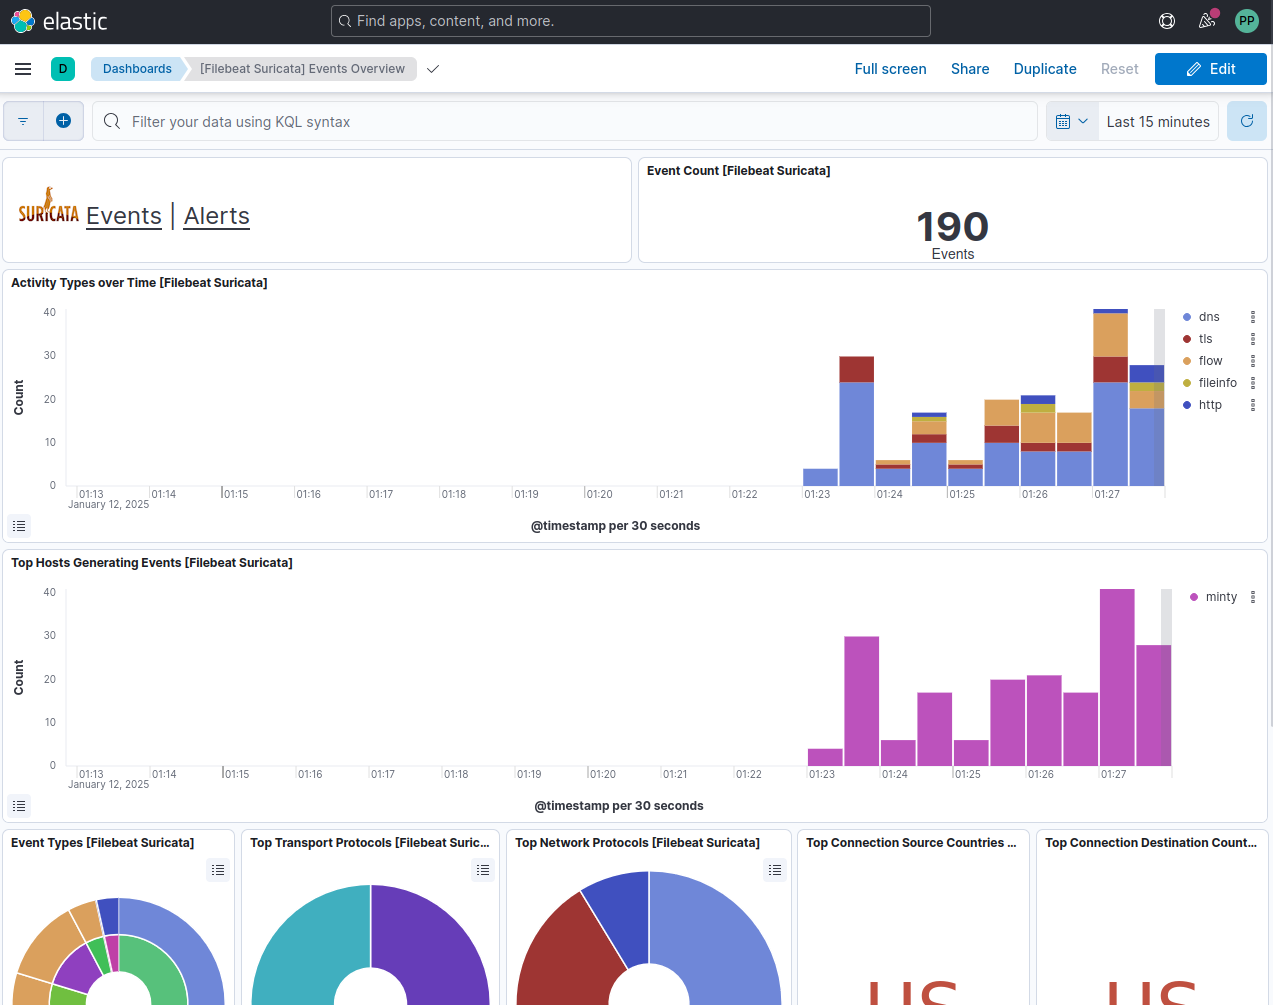 elastic
Find apps, content, and more.
PP
D
Dashboards
[Filebeat Suricata] Events Overview
Full screen
Share
Duplicate
Reset
Edit
Filter your data using KQL syntax
Last 15 minutes
SURICATA
Events | Alerts
Event Count [Filebeat Suricata]
190
Events
Activity Types over Time [Filebeat Suricata]
40
30
20
10
0
Count
01:13 01:14 01:15 01:16 01:17 01:18 01:19 01:20 01:21 01:22 01:23 01:24 01:25 01:26 01:27
January 12, 2025
@timestamp per 30 seconds
dns
tls
flow
fileinfo
http
Top Hosts Generating Events [Filebeat Suricata]
40
30
20
10
0
Count
01:13 01:14 01:15 01:16 01:17 01:18 01:19 01:20 01:21 01:22 01:23 01:24 01:25 01:26 01:27
January 12, 2025
@timestamp per 30 seconds
minty
Event Types [Filebeat Suricata]
Top Transport Protocols [Filebeat Suric...
Top Network Protocols [Filebeat Suricata]
Top Connection Source Countries ...
Top Connection Destination Count...
US
US